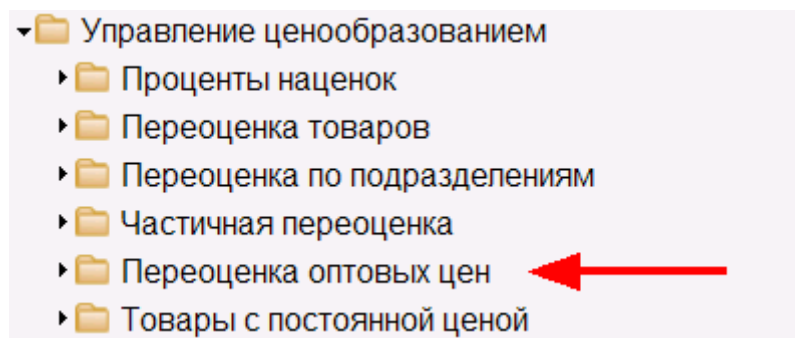 Управление ценообразованием
Проценты наценок
Переоценка товаров
Переоценка по подразделениям
Частичная переоценка
Переоценка оптовых цен
Товары с постоянной ценой